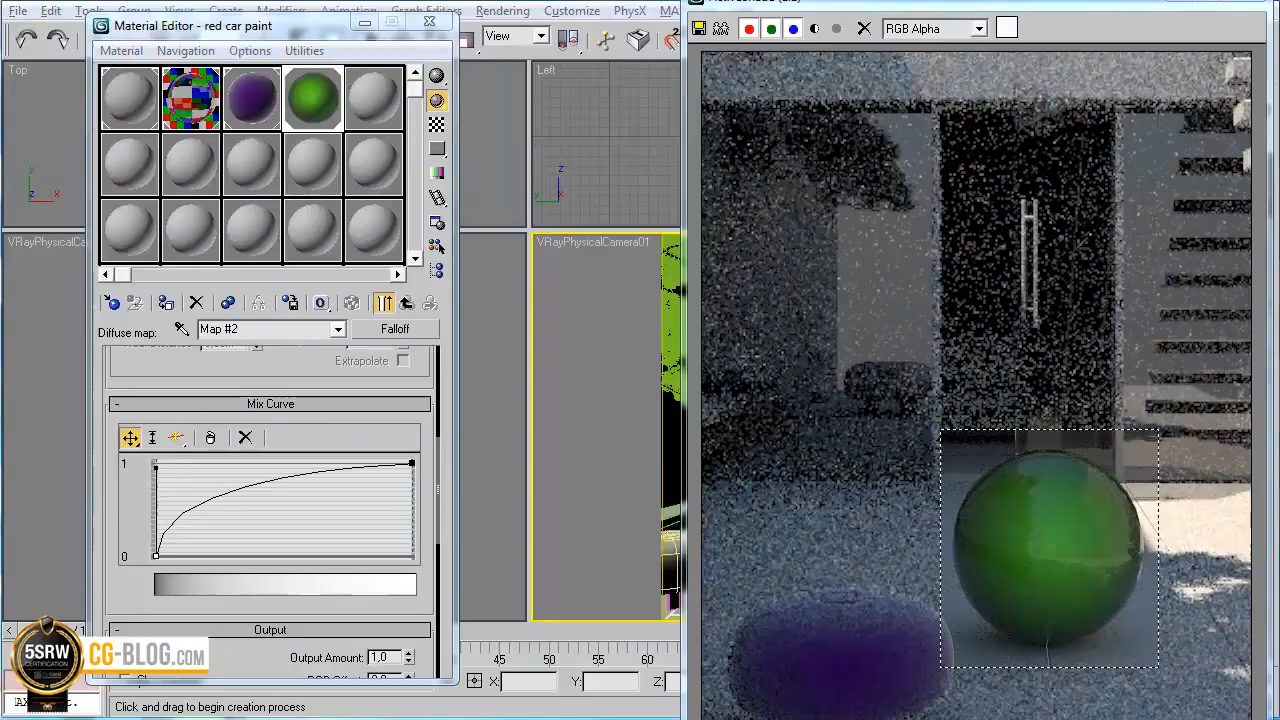 File
Edit
Rendering
Customize
PhysX
Material Editor - red car paint
Material
Navigation
Options
Utilities
View
RGB Alpha
Top
Left
y
z
x
z
y
x
VRayPhysicalCa
VRayPhysicalCamera01
Diffuse map:
Map #2
Falloff
Extrapolate
- Mix Curve
1
0
- Output
Output Amount: 1.0
5SRW
CERTIFICATION
CG-BLOG.COM
45
50
55
60
X:
Y:
Z:
Click and drag to begin creation process